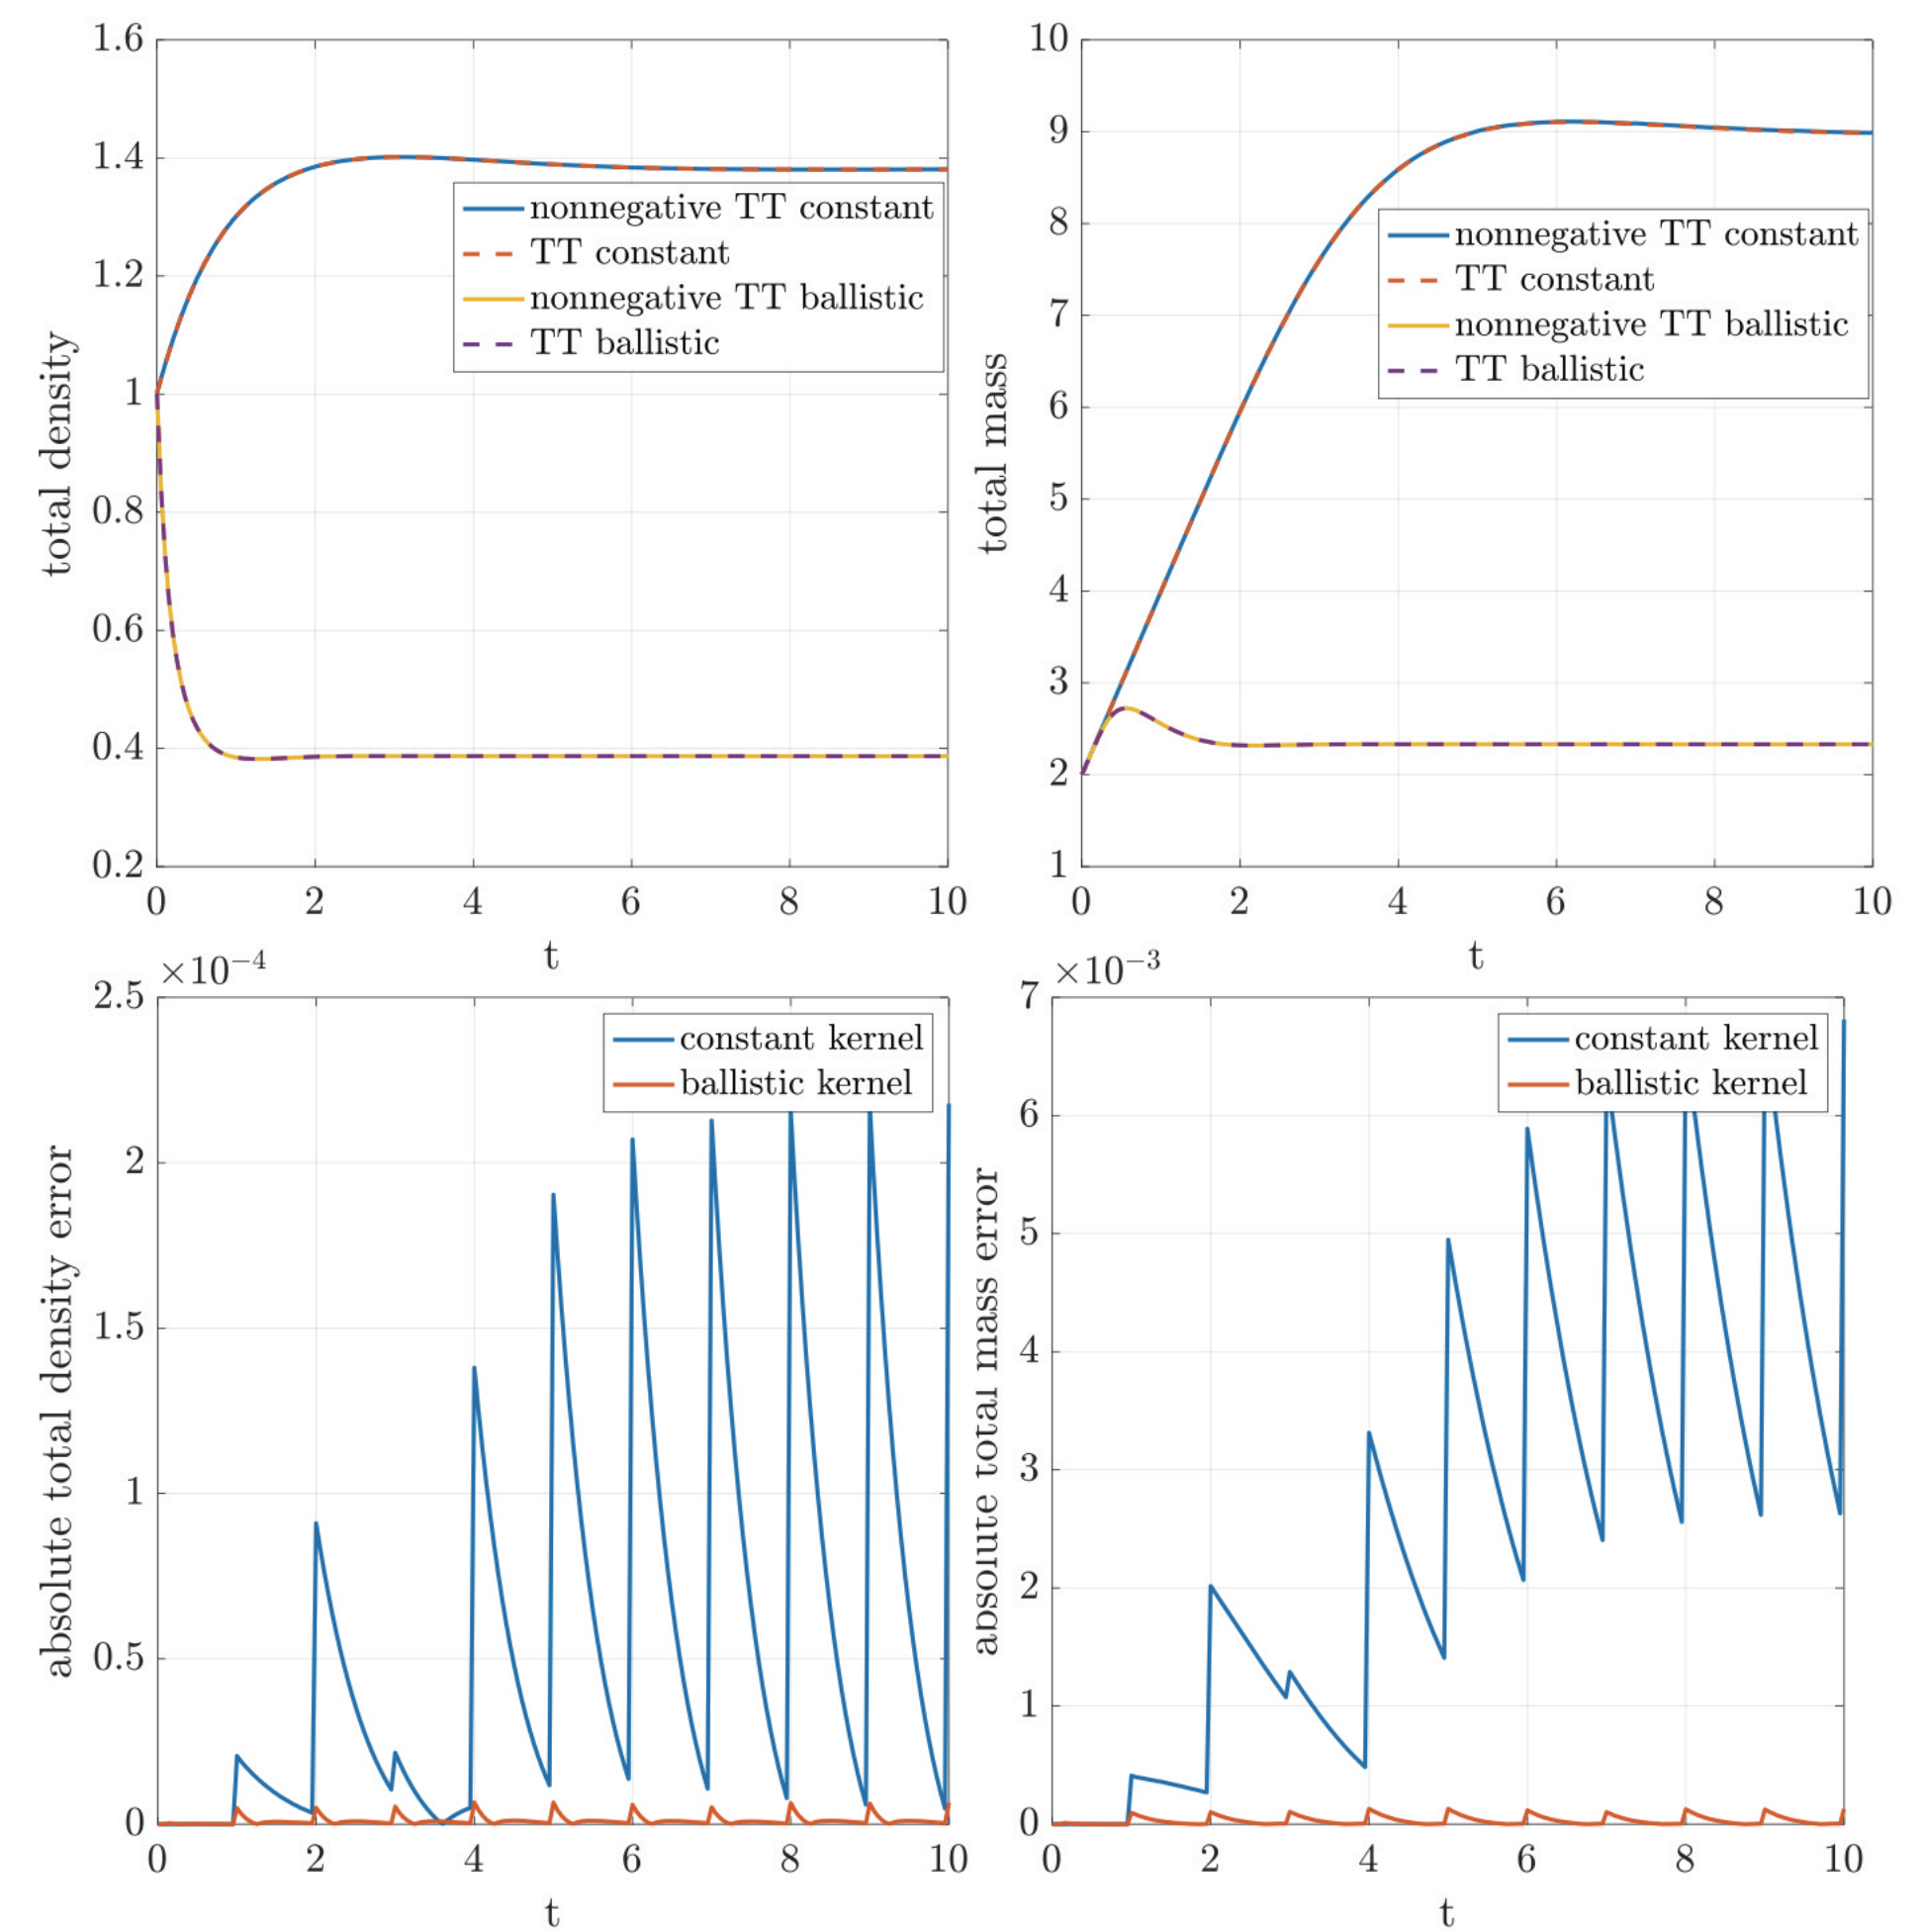 total density
1.6
1.4
1.2
1
0.8
0.6
0.4
0.2
0 2 4 6 8 10
t
nonnegative TT constant
TT constant
nonnegative TT ballistic
TT ballistic
total mass
10
9
8
7
6
5
4
3
2
1
0 2 4 6 8 10
t
nonnegative TT constant
TT constant
nonnegative TT ballistic
TT ballistic
absolute total density error
×10⁻⁴
2.5
2
1.5
1
0.5
0
0 2 4 6 8 10
t
constant kernel
ballistic kernel
absolute total mass error
×10⁻³
7
6
5
4
3
2
1
0
0 2 4 6 8 10
t
constant kernel
ballistic kernel